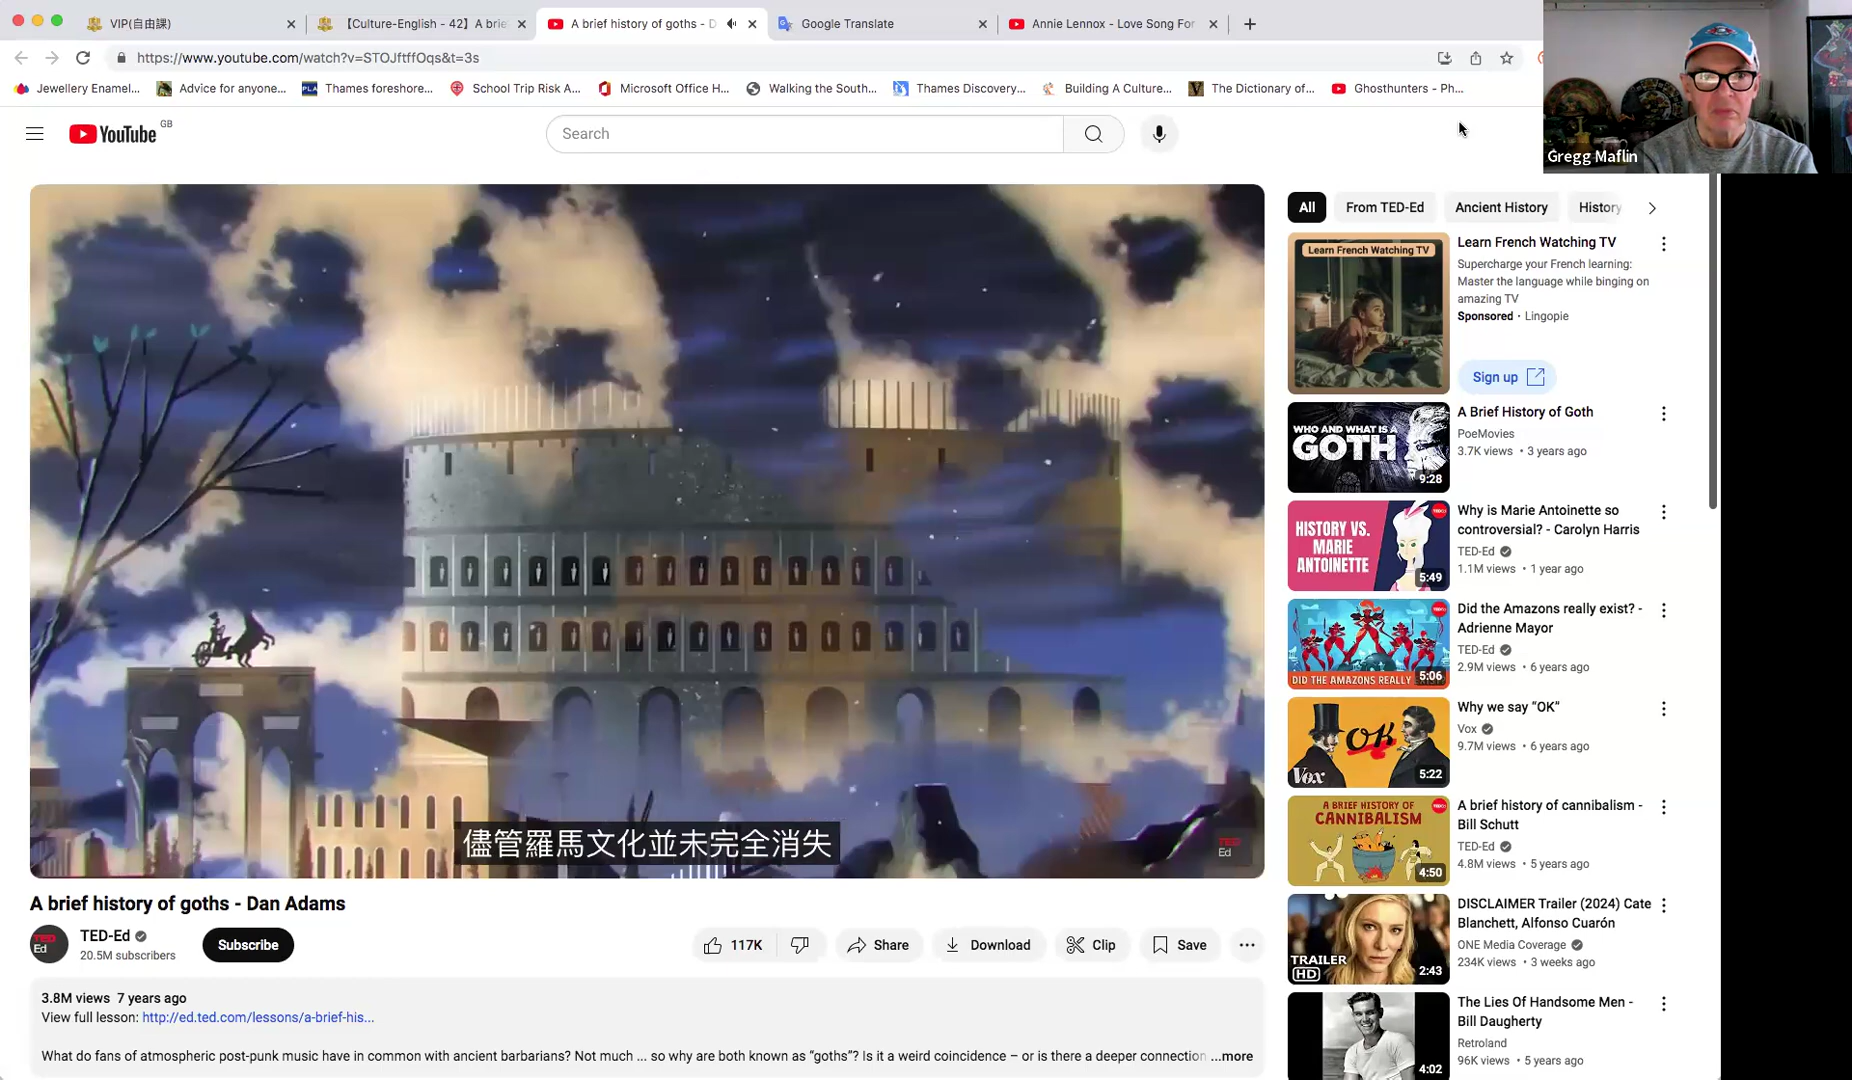 VIP(自由課)
【Culture-English - 42】A brie
A brief history of goths - D
Google Translate
Annie Lennox - Love Song For
https://www.youtube.com/watch?v=STOJftffOqs&t=3s
Jewellery Enamel...
Advice for anyone...
PLA
Thames foreshore...
School Trip Risk A...
Microsoft Office H...
Walking the South...
Thames Discovery...
Building A Culture...
The Dictionary of...
Ghosthunters - Ph...
Gregg Maflin
YouTube GB
Search
All
From TED-Ed
Ancient History
History
Learn French Watching TV
Learn French Watching TV
Supercharge your French learning:
Master the language while binging on
amazing TV
Sponsored · Lingopie
Sign up
WHO AND WHAT IS A
GOTH
9:28
A Brief History of Goth
PoeMovies
3.7K views • 3 years ago
HISTORY VS.
MARIE
ANTOINETTE
5:49
Why is Marie Antoinette so
controversial? - Carolyn Harris
TED-Ed
1.1M views • 1 year ago
DID THE AMAZONS REALLY
5:06
Did the Amazons really exist? -
Adrienne Mayor
TED-Ed
2.9M views • 6 years ago
OK
Vox
5:22
Why we say “OK”
Vox
9.7M views • 6 years ago
A BRIEF HISTORY OF
CANNIBALISM
4:50
A brief history of cannibalism -
Bill Schutt
TED-Ed
4.8M views • 5 years ago
TRAILER
HD
2:43
DISCLAIMER Trailer (2024) Cate
Blanchett, Alfonso Cuarón
ONE Media Coverage
234K views • 3 weeks ago
4:02
The Lies Of Handsome Men -
Bill Daugherty
Retroland
96K views • 5 years ago
儘管羅馬文化並未完全消失
TED
Ed
A brief history of goths - Dan Adams
TED
Ed
TED-Ed
20.5M subscribers
Subscribe
117K
Share
Download
Clip
Save
3.8M views 7 years ago
View full lesson: http://ed.ted.com/lessons/a-brief-his...
What do fans of atmospheric post-punk music have in common with ancient barbarians? Not much ... so why are both known as “goths”? Is it a weird coincidence – or is there a deeper connection ...more